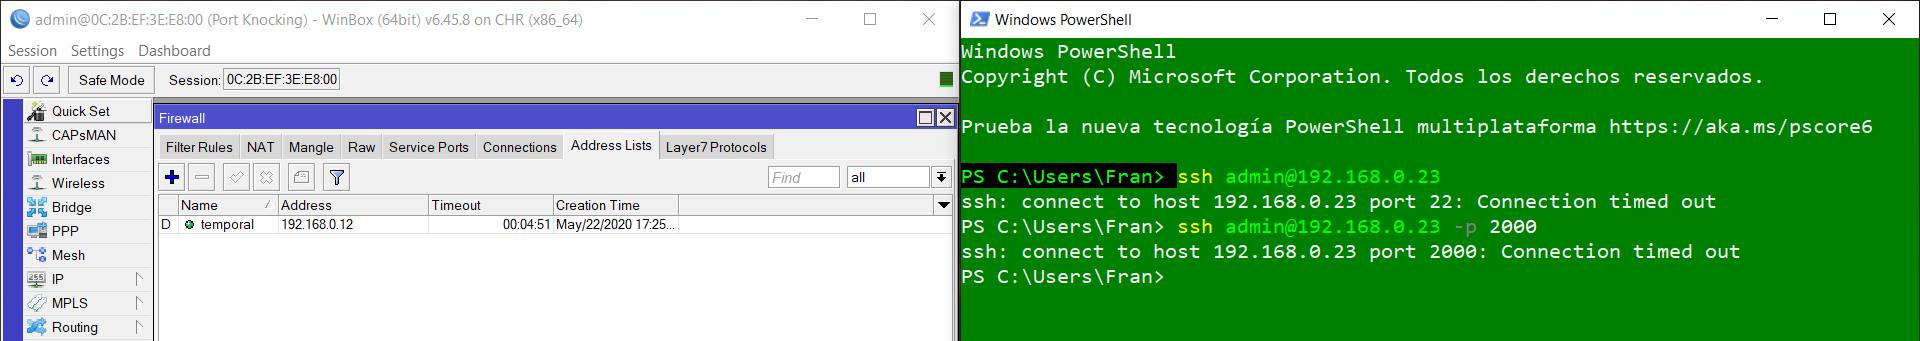 admin@0C:2B:EF:3E:E8:00 (Port Knocking) - WinBox (64bit) v6.45.8 on CHR (x86_64)
Session Settings Dashboard
Safe Mode Session: 0C:2B:EF:3E:E8:00
Quick Set
CAPsMAN
Interfaces
Wireless
Bridge
PPP
Mesh
255
IP
MPLS
Routing
Firewall
Filter Rules NAT Mangle Raw Service Ports Connections Address Lists Layer7 Protocols
Find all
Name Address Timeout Creation Time
D temporal 192.168.0.12 00:04:51 May/22/2020 17:25...
Windows PowerShell
Windows PowerShell
Copyright (C) Microsoft Corporation. Todos los derechos reservados.
Prueba la nueva tecnología PowerShell multiplataforma https://aka.ms/pscore6
PS C:\Users\Fran> ssh admin@192.168.0.23
ssh: connect to host 192.168.0.23 port 22: Connection timed out
PS C:\Users\Fran> ssh admin@192.168.0.23 -p 2000
ssh: connect to host 192.168.0.23 port 2000: Connection timed out
PS C:\Users\Fran>